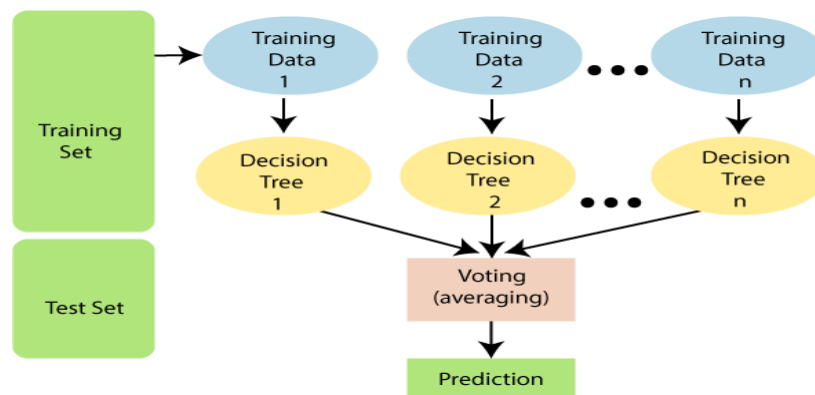 Training
Set
Test Set
Training
Data
1
Training
Data
2
Training
Data
n
Decision
Tree
1
Decision
Tree
2
Decision
Tree
n
Voting
(averaging)
Prediction